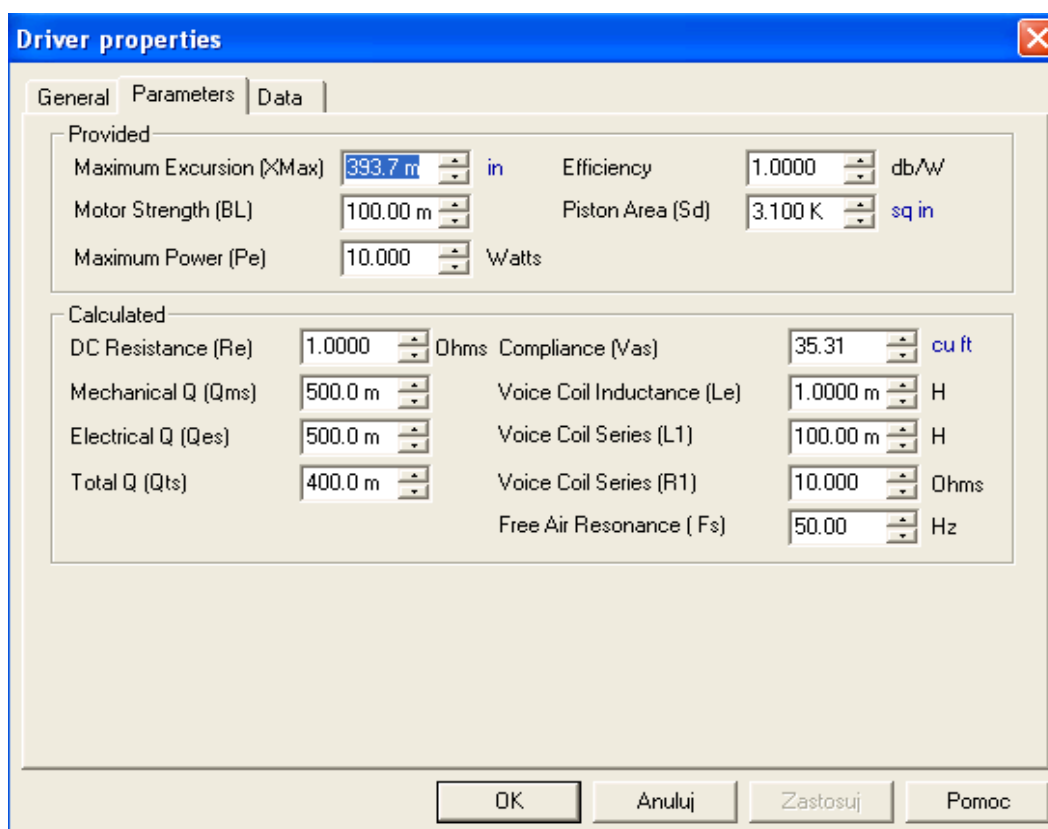 Driver properties
General Parameters Data
Provided
Maximum Excursion (XMax) 393.7 m in Efficiency 1.0000 db/W
Motor Strength (BL) 100.00 m Piston Area (Sd) 3.100 K sq in
Maximum Power (Pe) 10.000 Watts
Calculated
DC Resistance (Re) 1.0000 Ohms Compliance (Vas) 35.31 cu ft
Mechanical Q (Qms) 500.0 m Voice Coil Inductance (Le) 1.0000 m H
Electrical Q (Qes) 500.0 m Voice Coil Series (L1) 100.00 m H
Total Q (Qts) 400.0 m Voice Coil Series (R1) 10.000 Ohms
Free Air Resonance ( Fs) 50.00 Hz
OK Anuluj Zastosuj Pomoc